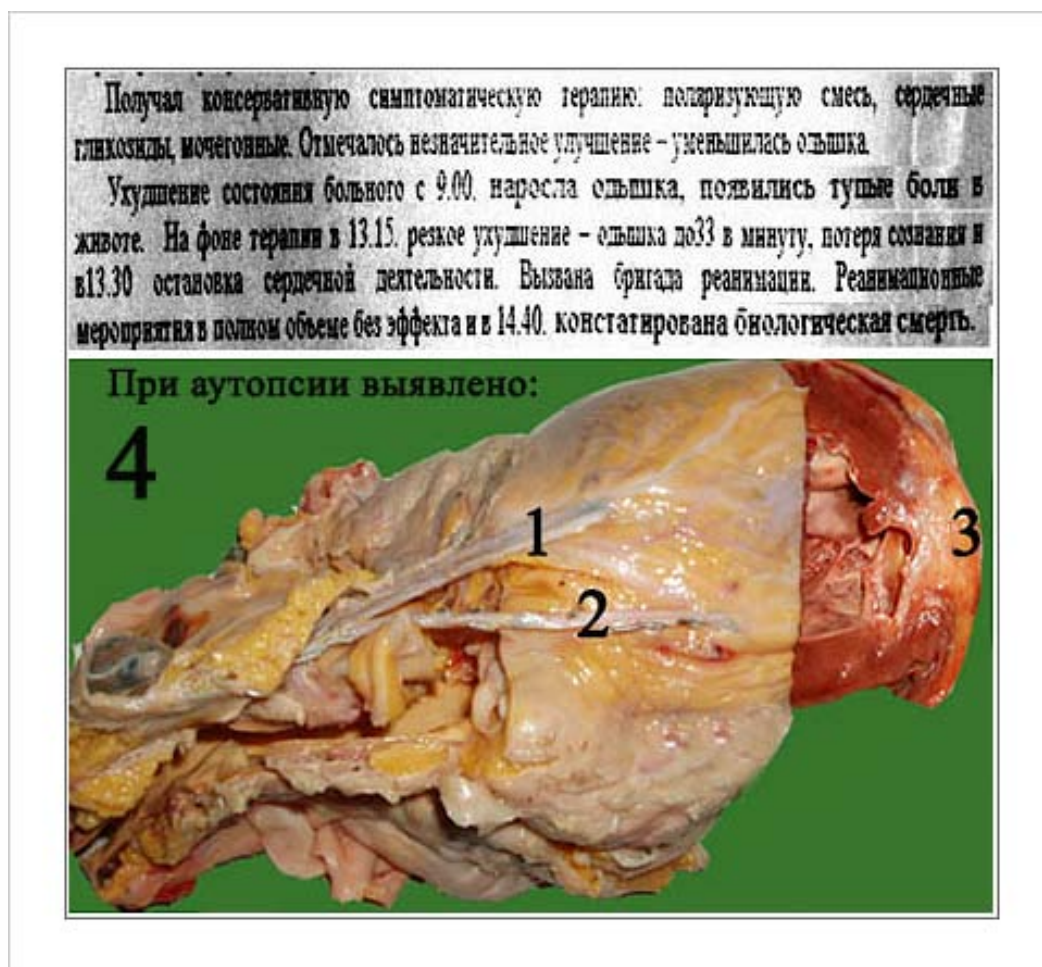 Получал консервативную симптоматическую терапию: поляризующую смесь, сердечные
гликозиды, мочегонные. Отмечалось незначительное улучшение – уменьшилась одышка.
Ухудшение состояния больного с 9.00. наросла одышка, появились тупые боли в
животе. На фоне терапии в 13.15. резкое ухудшение – одышка до33 в минуту, потеря сознания и
в13.30 остановка сердечной деятельности. Вызвана бригада реанимации. Реанимационные
мероприятия в полном объеме без эффекта и в 14.40. констатирована биологическая смерть.
При аутопсии выявлено:
4
1
2
3